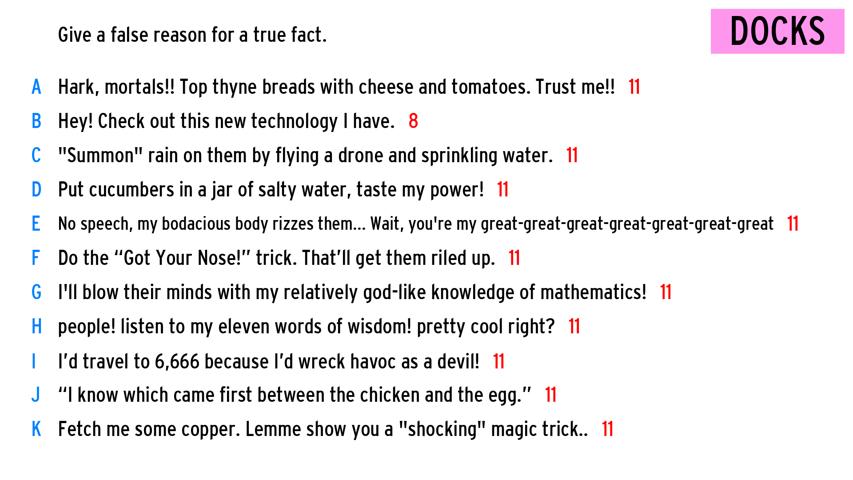 Give a false reason for a true fact.
DOCKS
A Hark, mortals!! Top thyne breads with cheese and tomatoes. Trust me!! 11
B Hey! Check out this new technology I have. 8
C "Summon" rain on them by flying a drone and sprinkling water. 11
D Put cucumbers in a jar of salty water, taste my power! 11
E No speech, my bodacious body rizzes them... Wait, you're my great-great-great-great-great-great-great 11
F Do the “Got Your Nose!” trick. That’ll get them riled up. 11
G I'll blow their minds with my relatively god-like knowledge of mathematics! 11
H people! listen to my eleven words of wisdom! pretty cool right? 11
I I’d travel to 6,666 because I’d wreck havoc as a devil! 11
J “I know which came first between the chicken and the egg.” 11
K Fetch me some copper. Lemme show you a "shocking" magic trick.. 11